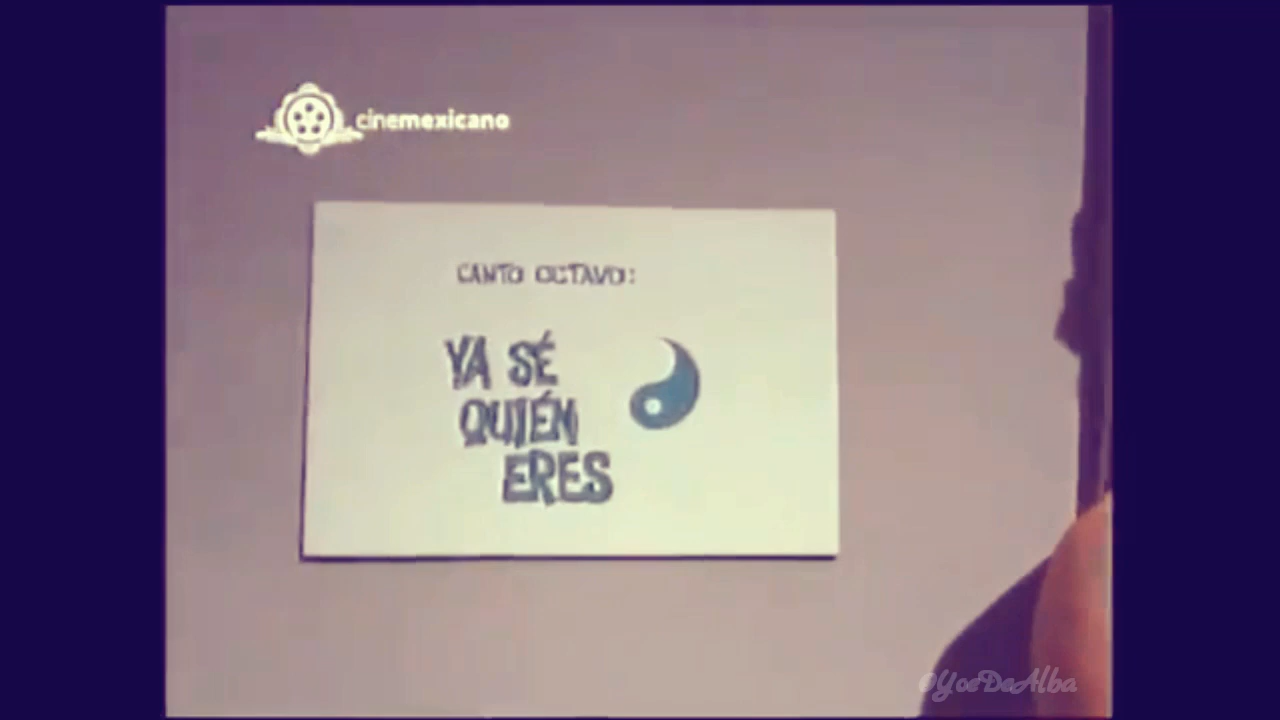 cinemexicano
CANTO OCTAVO:
YA SÉ
QUIÉN
ERES
@YoeDeAlba